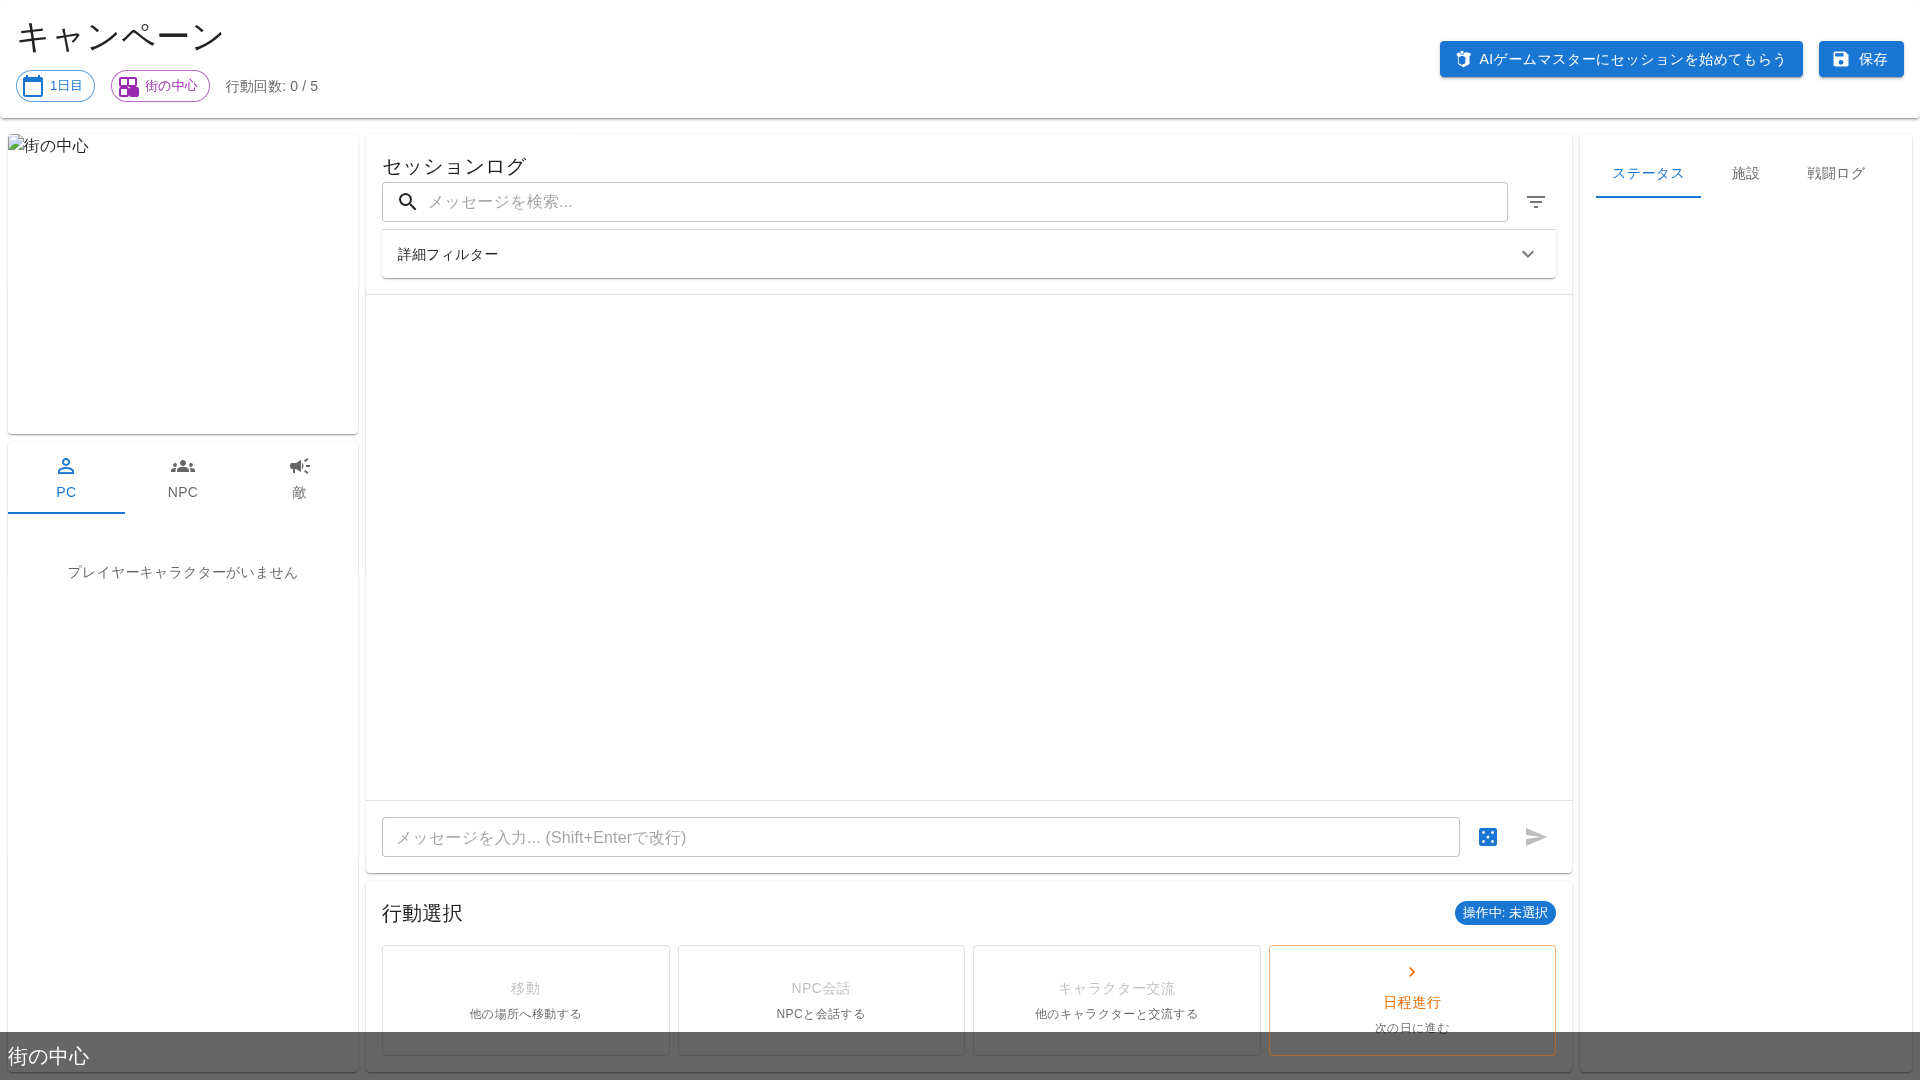 キャンペーン
1日目
街の中心
行動回数: 0 / 5
AIゲームマスターにセッションを始めてもらう
保存
街の中心
セッションログ
メッセージを検索...
詳細フィルター
ステータス
施設
戦闘ログ
PC
NPC
敵
プレイヤーキャラクターがいません
メッセージを入力... (Shift+Enterで改行)
行動選択
操作中: 未選択
移動
他の場所へ移動する
NPC会話
NPCと会話する
キャラクター交流
他のキャラクターと交流する
日程進行
次の日に進む
街の中心